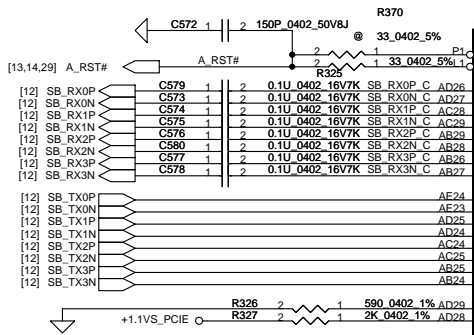 R370
C572 1 2 150P_0402_50V8J
@ 33_0402_5%
2 1 P1
[13,14,29] A_RST# A_RST# 2 1 33_0402_5% L1
R325
[12] SB_RX0P C579 1 2 0.1U_0402_16V7K SB_RX0P_C AD26
[12] SB_RX0N C573 1 2 0.1U_0402_16V7K SB_RX0N_C AD27
[12] SB_RX1P C574 1 2 0.1U_0402_16V7K SB_RX1P_C AC28
[12] SB_RX1N C575 1 2 0.1U_0402_16V7K SB_RX1N_C AC29
[12] SB_RX2P C576 1 2 0.1U_0402_16V7K SB_RX2P_C AB29
[12] SB_RX2N C580 1 2 0.1U_0402_16V7K SB_RX2N_C AB28
[12] SB_RX3P C577 1 2 0.1U_0402_16V7K SB_RX3P_C AB26
[12] SB_RX3N C578 1 2 0.1U_0402_16V7K SB_RX3N_C AB27
[12] SB_TX0P AE24
[12] SB_TX0N AE23
[12] SB_TX1P AD25
[12] SB_TX1N AD24
[12] SB_TX2P AC24
[12] SB_TX2N AC25
[12] SB_TX3P AB25
[12] SB_TX3N AB24
R326 2 1 590_0402_1% AD29
+1.1VS_PCIE R327 2 1 2K_0402_1% AD28